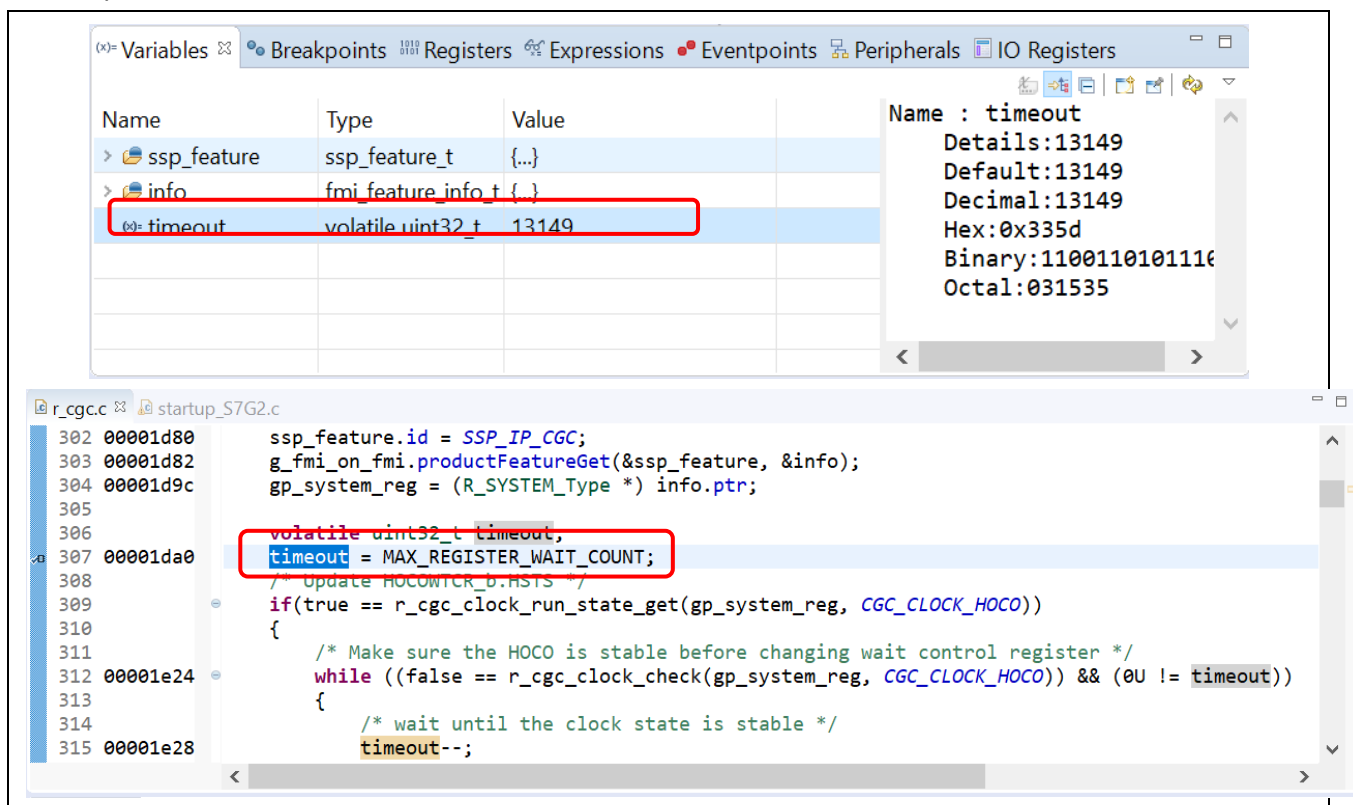 (x)= Variables Breakpoints Registers Expressions Eventpoints Peripherals IO Registers
Name Type Value
ssp_feature ssp_feature_t {...}
info fmi_feature_info_t {...}
(x)= timeout volatile uint32_t 13149
Name : timeout
Details:13149
Default:13149
Decimal:13149
Hex:0x335d
Binary:1100110101110
Octal:031535
r_cgc.c startup_S7G2.c
302 00001d80 ssp_feature.id = SSP_IP_CGC;
303 00001d82 g_fmi_on_fmi.productFeatureGet(&ssp_feature, &info);
304 00001d9c gp_system_reg = (R_SYSTEM_Type *) info.ptr;
305
306 volatile uint32_t timeout;
307 00001da0 timeout = MAX_REGISTER_WAIT_COUNT;
308 /* Update HOCOWTCR_b.HSTS */
309 if(true == r_cgc_clock_run_state_get(gp_system_reg, CGC_CLOCK_HOCO))
310 {
311 /* Make sure the HOCO is stable before changing wait control register */
312 00001e24 while ((false == r_cgc_clock_check(gp_system_reg, CGC_CLOCK_HOCO)) && (0U != timeout))
313 {
314 /* wait until the clock state is stable */
315 00001e28 timeout--;